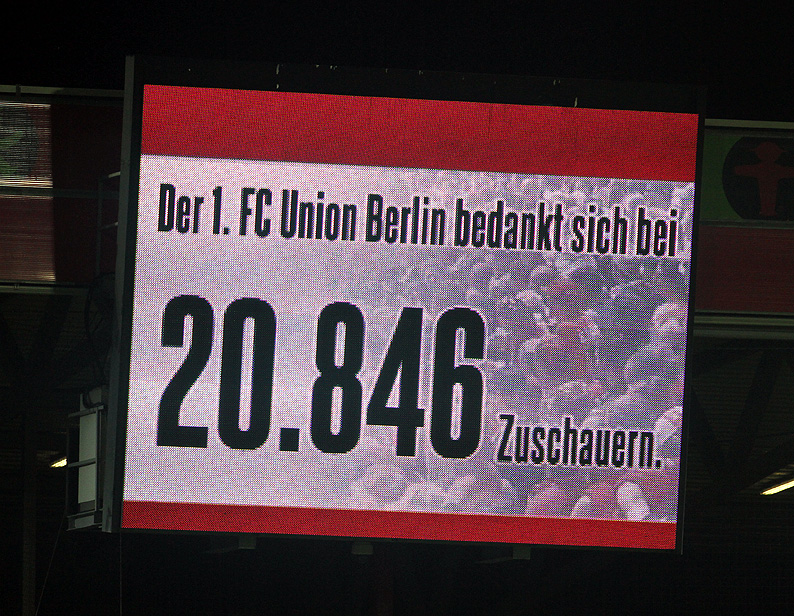 Der 1. FC Union Berlin bedankt sich bei
20.846 Zuschauern.